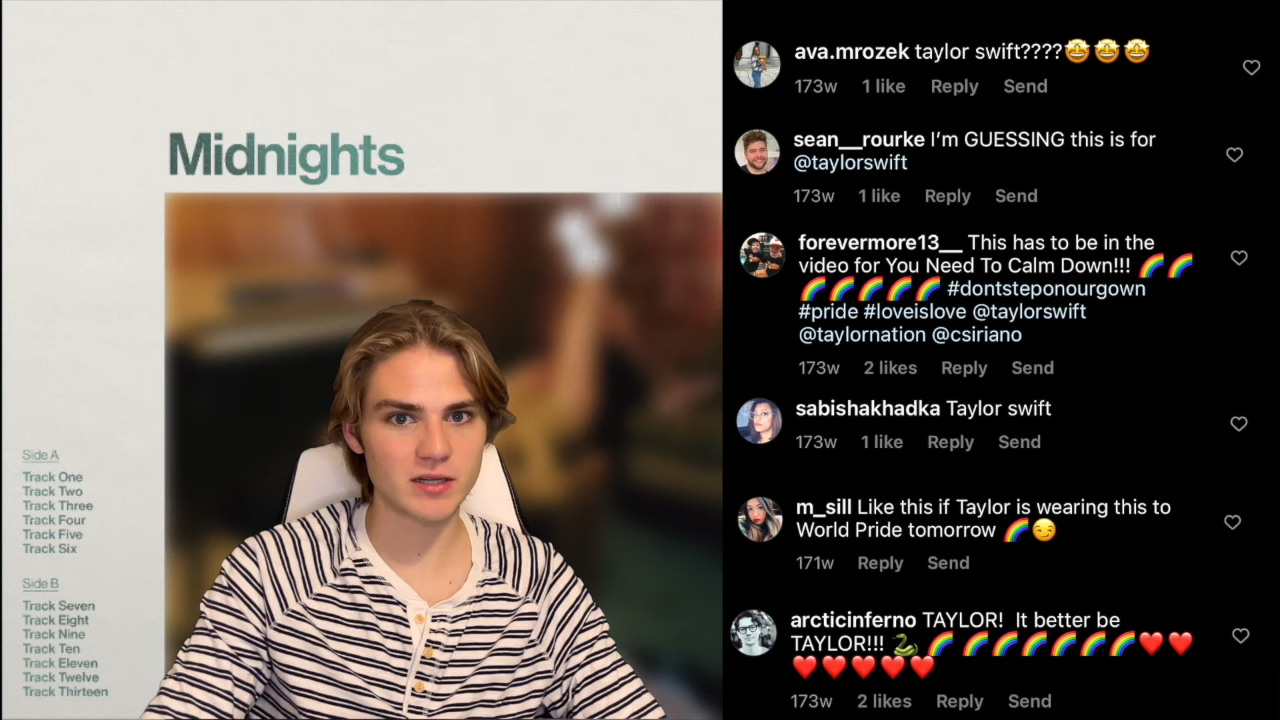 Midnights
Side A
Track One
Track Two
Track Three
Track Four
Track Five
Track Six
Side B
Track Seven
Track Eight
Track Nine
Track Ten
Track Eleven
Track Twelve
Track Thirteen
ava.mrozek taylor swift????🤩🤩🤩
173w 1 like Reply Send
sean__rourke I’m GUESSING this is for
@taylorswift
173w 1 like Reply Send
forevermore13__ This has to be in the
video for You Need To Calm Down!!! 🌈🌈
🌈🌈🌈🌈🌈 #dontsteponourgown
#pride #loveislove @taylorswift
@taylornation @csiriano
173w 2 likes Reply Send
sabishakhadka Taylor swift
173w 1 like Reply Send
m_sill Like this if Taylor is wearing this to
World Pride tomorrow 🌈😏
171w Reply Send
arcticinferno TAYLOR! It better be
TAYLOR!!! 🐍🌈🌈🌈🌈🌈🌈🌈❤️❤️
❤️❤️❤️❤️❤️
173w 2 likes Reply Send